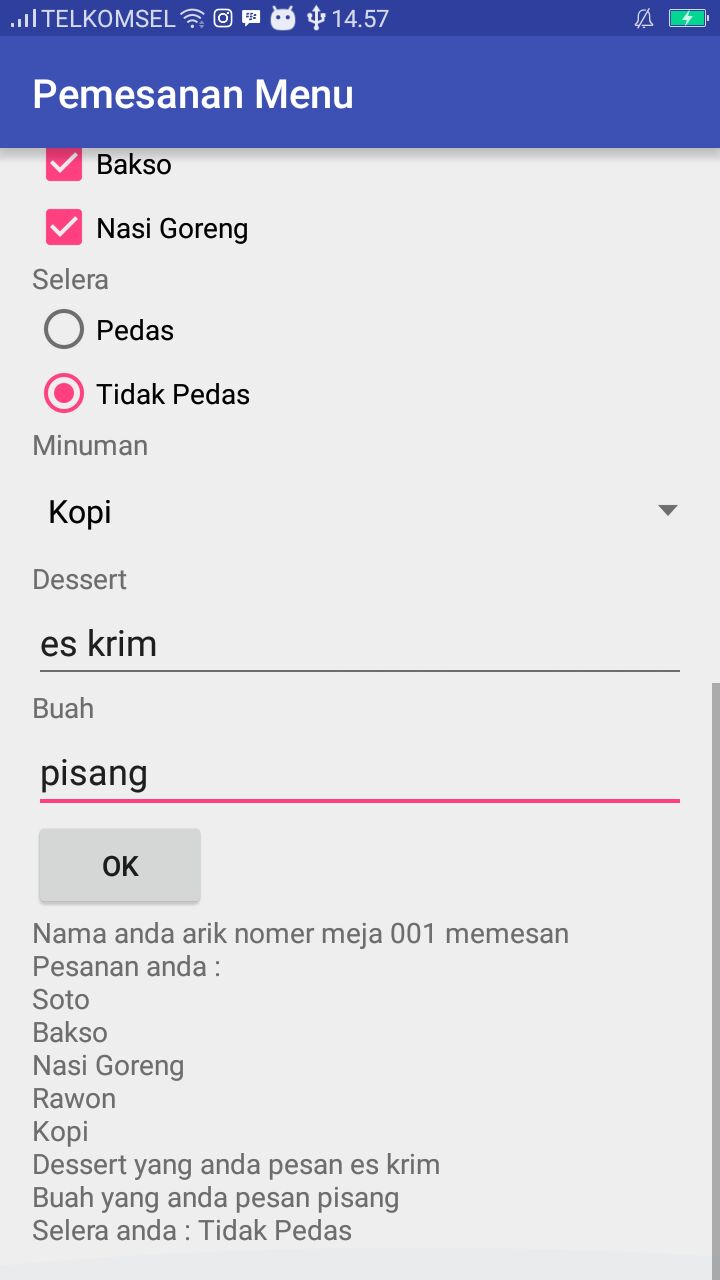 TELKOMSEL 14.57
Pemesanan Menu
Bakso
Nasi Goreng
Selera
Pedas
Tidak Pedas
Minuman
Kopi
Dessert
es krim
Buah
pisang
OK
Nama anda arik nomer meja 001 memesan
Pesanan anda :
Soto
Bakso
Nasi Goreng
Rawon
Kopi
Dessert yang anda pesan es krim
Buah yang anda pesan pisang
Selera anda : Tidak Pedas